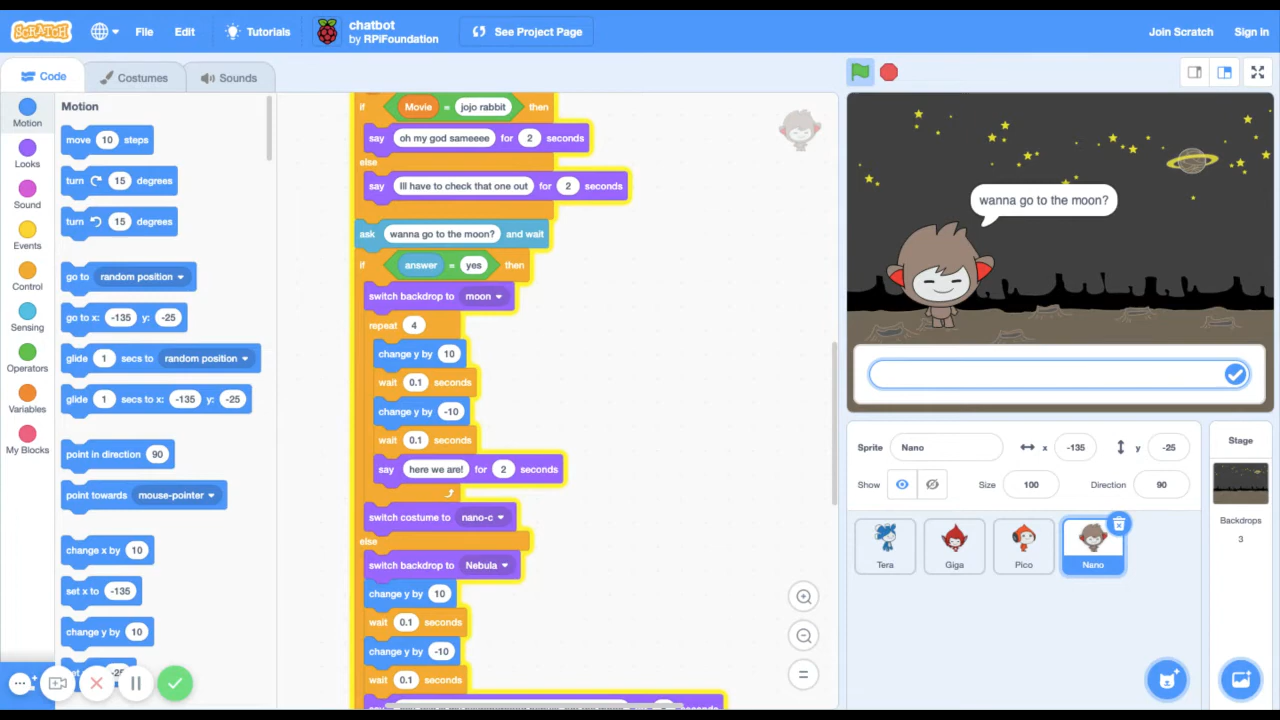 SCRATCH
File
Edit
Tutorials
chatbot
by RPiFoundation
See Project Page
Join Scratch
Sign in
Code
Costumes
Sounds
Motion
Looks
Sound
Events
Control
Sensing
Operators
Variables
My Blocks
Motion
move 10 steps
turn 15 degrees
turn 15 degrees
go to random position
go to x: -135 y: -25
glide 1 secs to random position
glide 1 secs to x: -135 y: -25
point in direction 90
point towards mouse-pointer
change x by 10
set x to -135
change y by 10
if Movie = jojo rabbit then
say oh my god sameeee for 2 seconds
else
say Ill have to check that one out for 2 seconds
ask wanna go to the moon? and wait
if answer = yes then
switch backdrop to moon
repeat 4
change y by 10
wait 0.1 seconds
change y by -10
wait 0.1 seconds
say here we are! for 2 seconds
switch costume to nano-c
else
switch backdrop to Nebula
change y by 10
wait 0.1 seconds
change y by -10
wait 0.1 seconds
wanna go to the moon?
Sprite Nano x -135 y -25
Show Size 100 Direction 90
Tera
Giga
Pico
Nano
Stage
Backdrops
3